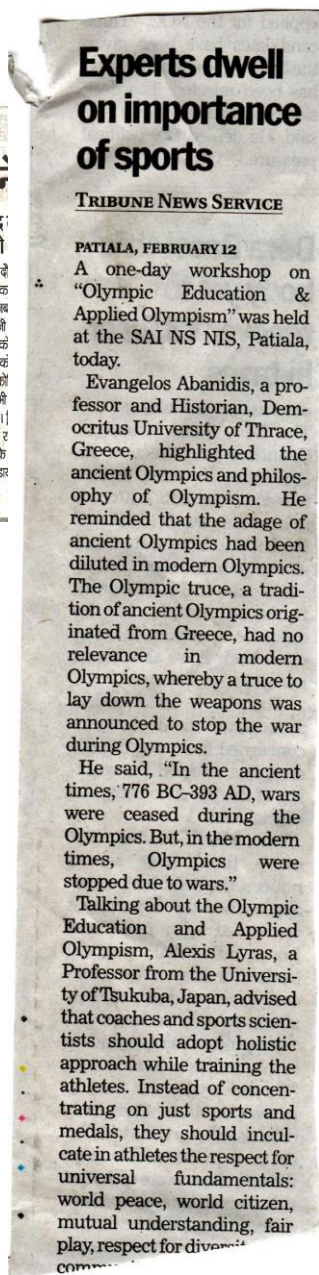 Experts dwell
on importance
of sports
TRIBUNE NEWS SERVICE
PATIALA, FEBRUARY 12
A one-day workshop on
"Olympic Education &
Applied Olympism" was held
at the SAI NS NIS, Patiala,
today.
Evangelos Abanidis, a pro-
fessor and Historian, Dem-
ocritus University of Thrace,
Greece, highlighted the
ancient Olympics and philos-
ophy of Olympism. He
reminded that the adage of
ancient Olympics had been
diluted in modern Olympics.
The Olympic truce, a tradi-
tion of ancient Olympics orig-
inated from Greece, had no
relevance in modern
Olympics, whereby a truce to
lay down the weapons was
announced to stop the war
during Olympics.
He said, "In the ancient
times, 776 BC-393 AD, wars
were ceased during the
Olympics. But, in the modern
times, Olympics were
stopped due to wars."
Talking about the Olympic
Education and Applied
Olympism, Alexis Lyras, a
Professor from the Universi-
ty of Tsukuba, Japan, advised
that coaches and sports scien-
tists should adopt holistic
approach while training the
athletes. Instead of concen-
trating on just sports and
medals, they should incul-
cate in athletes the respect for
universal fundamentals:
world peace, world citizen,
mutual understanding, fair
play, respect for